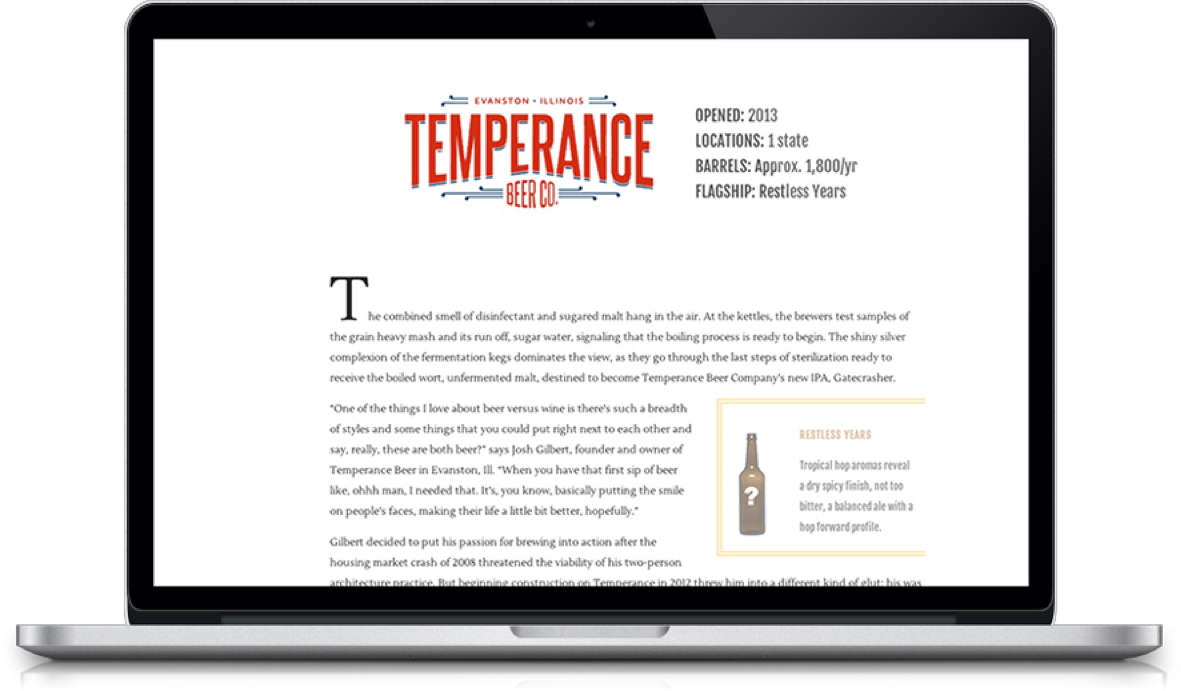 EVANSTON • ILLINOIS
TEMPERANCE
BEER CO.
OPENED: 2013
LOCATIONS: 1 state
BARRELS: Approx. 1,800/yr
FLAGSHIP: Restless Years
The combined smell of disinfectant and sugared malt hang in the air. At the kettles, the brewers test samples of
the grain heavy mash and its run off, sugar water, signaling that the boiling process is ready to begin. The shiny silver
complexion of the fermentation kegs dominates the view, as they go through the last steps of sterilization ready to
receive the boiled wort, unfermented malt, destined to become Temperance Beer Company's new IPA, Gatecrasher.
"One of the things I love about beer versus wine is there's such a breadth
of styles and some things that you could put right next to each other and
say, really, these are both beer?" says Josh Gilbert, founder and owner of
Temperance Beer in Evanston, Ill. "When you have that first sip of beer
like, ohhh man, I needed that. It's, you know, basically putting the smile
on people's faces, making their life a little bit better, hopefully."
?
RESTLESS YEARS
Tropical hop aromas reveal
a dry spicy finish, not too
bitter, a balanced ale with a
hop forward profile.
Gilbert decided to put his passion for brewing into action after the
housing market crash of 2008 threatened the viability of his two-person
architecture practice. But beginning construction on Temperance in 2012 threw him into a different kind of glut: his was